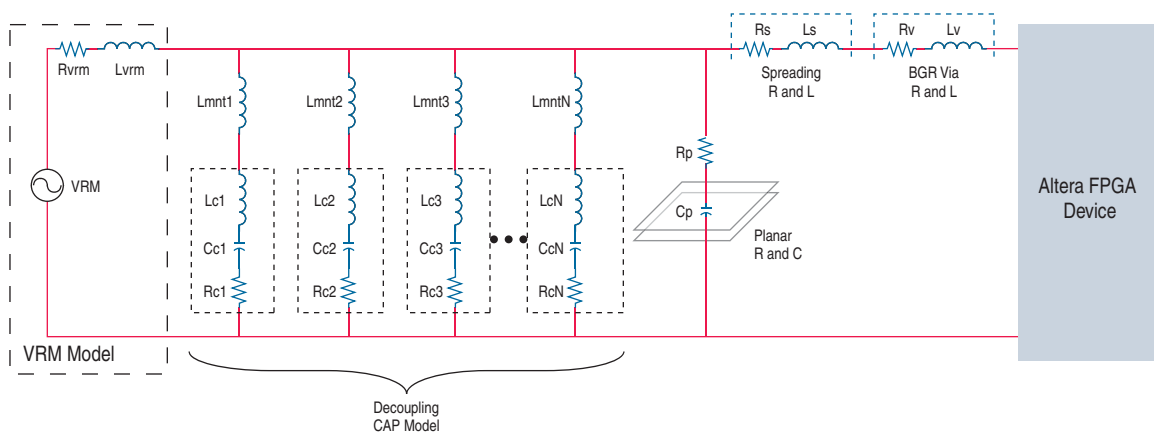 Rs
Ls
Rv
Lv
Rvrm
Lvrm
Spreading
R and L
BGR Via
R and L
Lmnt1
Lmnt2
Lmnt3
LmntN
Rp
VRM
Lc1
Lc2
Lc3
LcN
Cp
Altera FPGA
Device
Cc1
Cc2
Cc3
CcN
Planar
R and C
Rc1
Rc2
Rc3
RcN
VRM Model
Decoupling
CAP Model